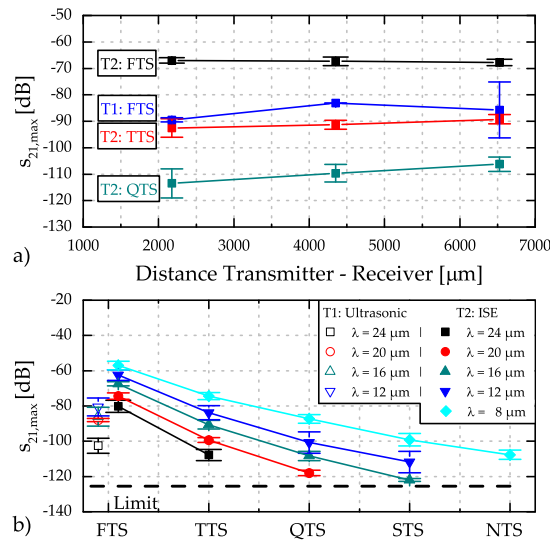 -50
-60
-70
-80
-90
-100
-110
-120
-130
s21,max [dB]
T2: FTS
T1: FTS
T2: TTS
T2: QTS
1000 2000 3000 4000 5000 6000 7000
a)
Distance Transmitter - Receiver [μm]
-20
-40
-60
-80
-100
-120
-140
s21,max [dB]
T1: Ultrasonic T2: ISE
λ = 24 μm λ = 24 μm
λ = 20 μm λ = 20 μm
λ = 16 μm λ = 16 μm
λ = 12 μm λ = 12 μm
λ = 8 μm
Limit
b)
FTS TTS QTS STS NTS